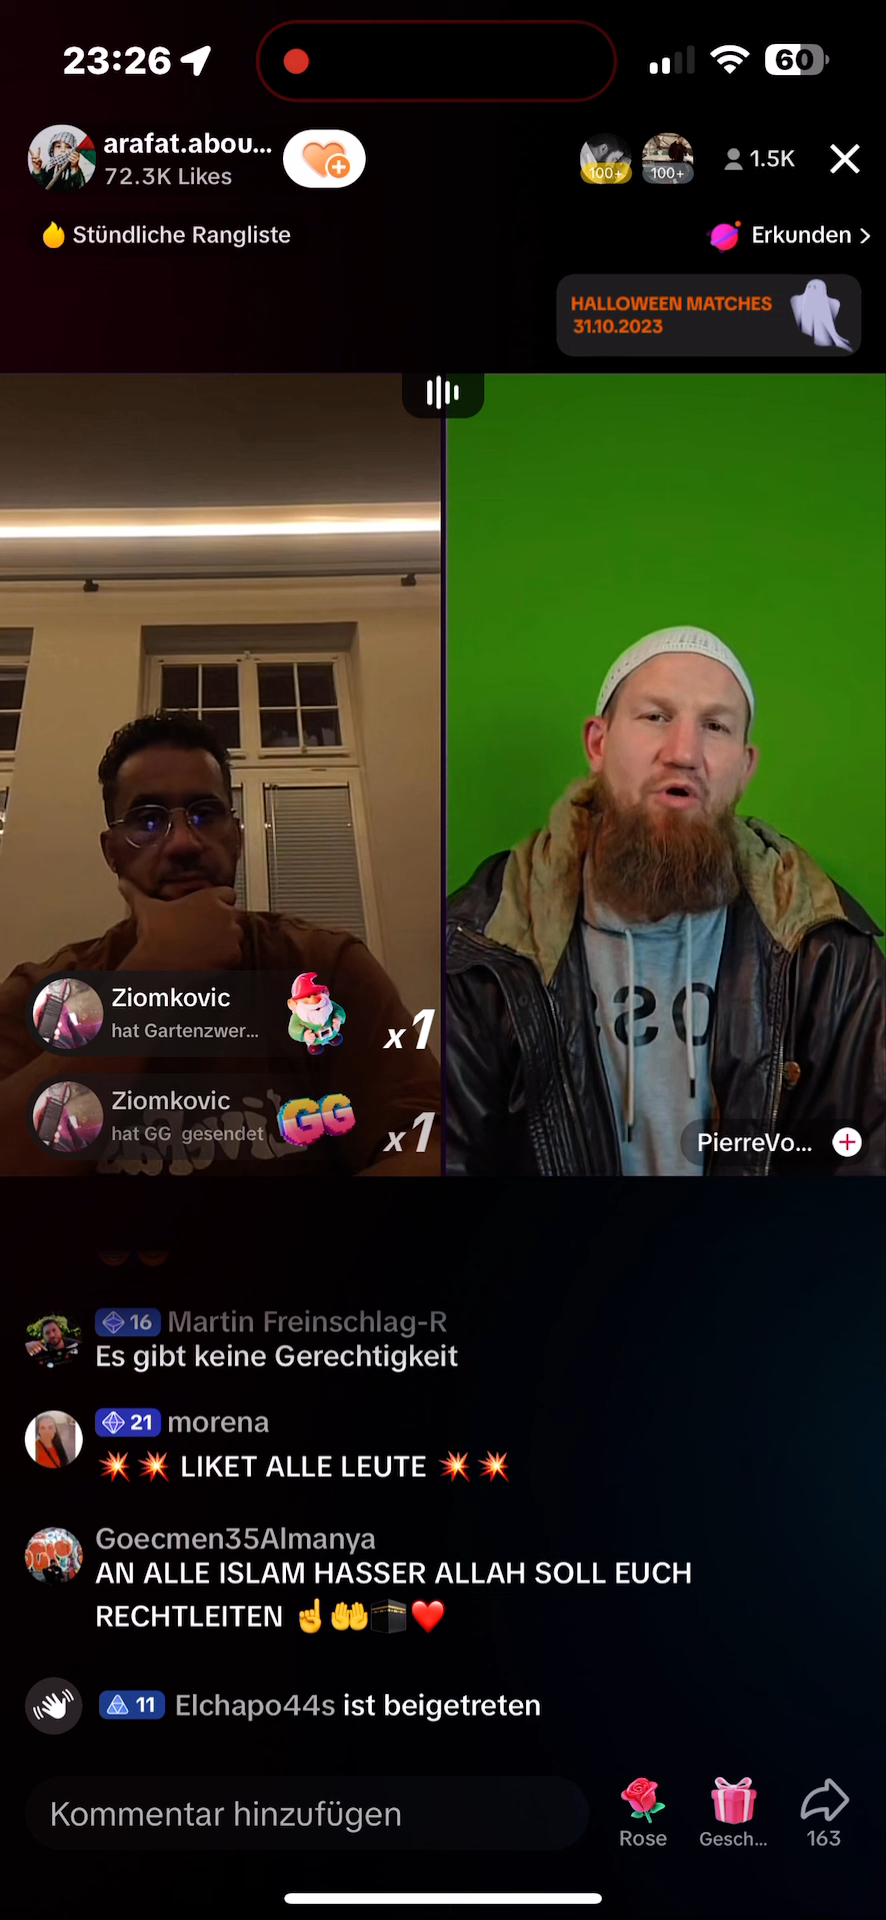 23:26
60
arafat.abou...
72.3K Likes
100+
100+
1.5K
Stündliche Rangliste
Erkunden >
HALLOWEEN MATCHES
31.10.2023
Ziomkovic
hat Gartenzwer...
x1
Ziomkovic
hat GG gesendet
GG
x1
PierreVo...
16 Martin Freinschlag-R
Es gibt keine Gerechtigkeit
21 morena
💥 💥 LIKET ALLE LEUTE 💥 💥
Goecmen35Almanya
AN ALLE ISLAM HASSER ALLAH SOLL EUCH
RECHTLEITEN ☝️🤲🕋❤️
11 Elchapo44s ist beigetreten
Kommentar hinzufügen
Rose
Gesch...
163